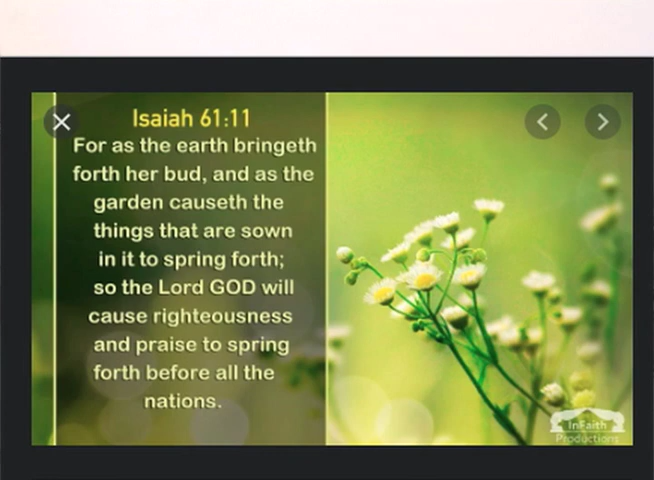 Isaiah 61:11
For as the earth bringeth
forth her bud, and as the
garden causeth the
things that are sown
in it to spring forth;
so the Lord GOD will
cause righteousness
and praise to spring
forth before all the
nations.
InFaith
Productions